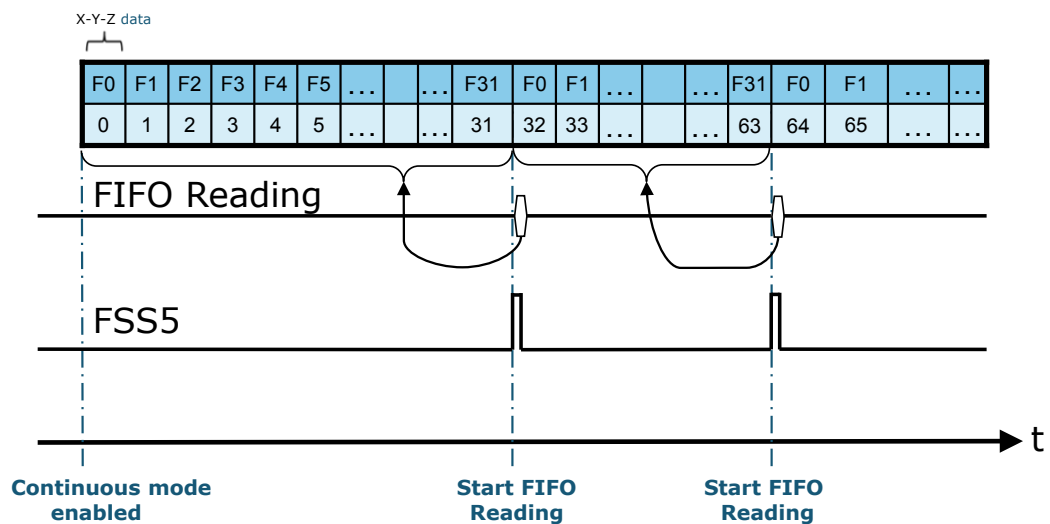 X-Y-Z data
F0 F1 F2 F3 F4 F5 ... ... F31 F0 F1 ... ... F31 F0 F1 ... ...
0 1 2 3 4 5 ... ... 31 32 33 ... ... 63 64 65 ... ...
FIFO Reading
FSS5
t
Continuous mode
enabled
Start FIFO
Reading
Start FIFO
Reading